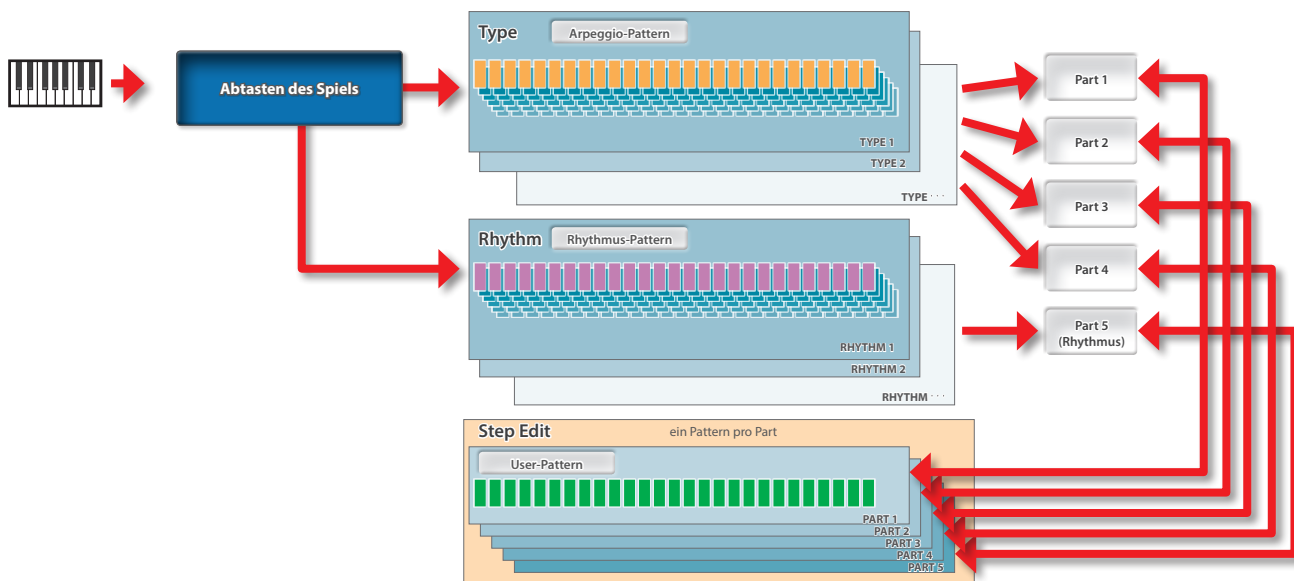 Abtasten des Spiels
Type
Arpeggio-Pattern
TYPE 1
TYPE 2
TYPE ...
Rhythm
Rhythmus-Pattern
RHYTHM 1
RHYTHM 2
RHYTHM ...
Step Edit
ein Pattern pro Part
User-Pattern
PART 1
PART 2
PART 3
PART 4
PART 5
Part 1
Part 2
Part 3
Part 4
Part 5
(Rhythmus)